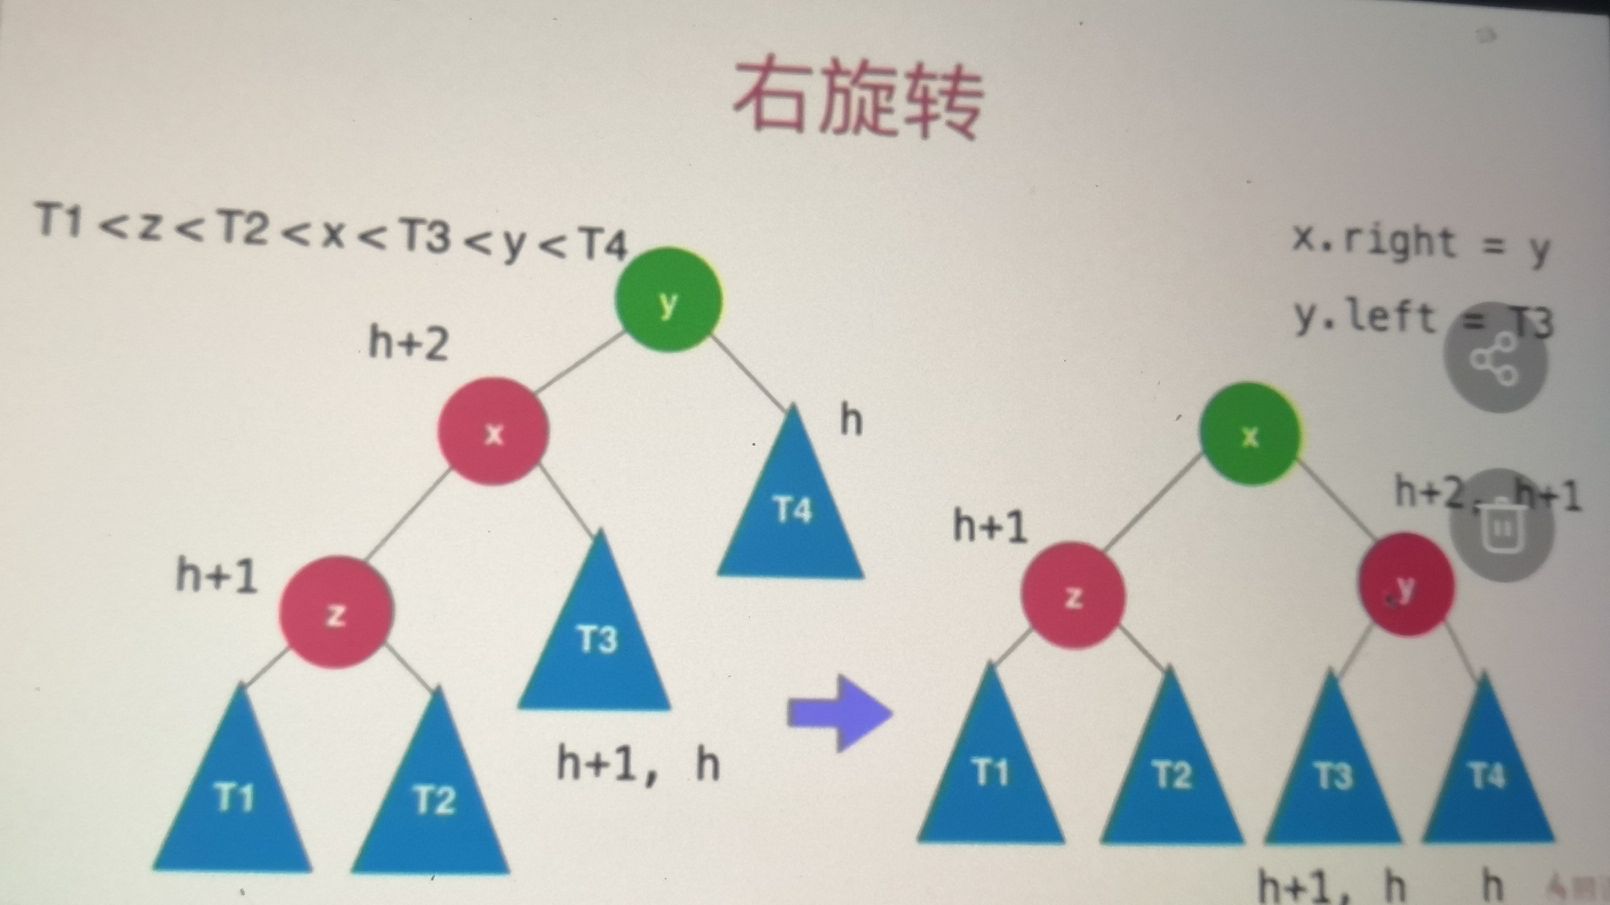 右旋转
T1 < z < T2 < x < T3 < y < T4
x.right = y
y.left = T3
y
h+2
x
h
T4
x
h+2, h+1
h+1
z
h+1
z
y
T3
T1
T2
h+1, h
T1
T2
T3
T4
h+1, h
h